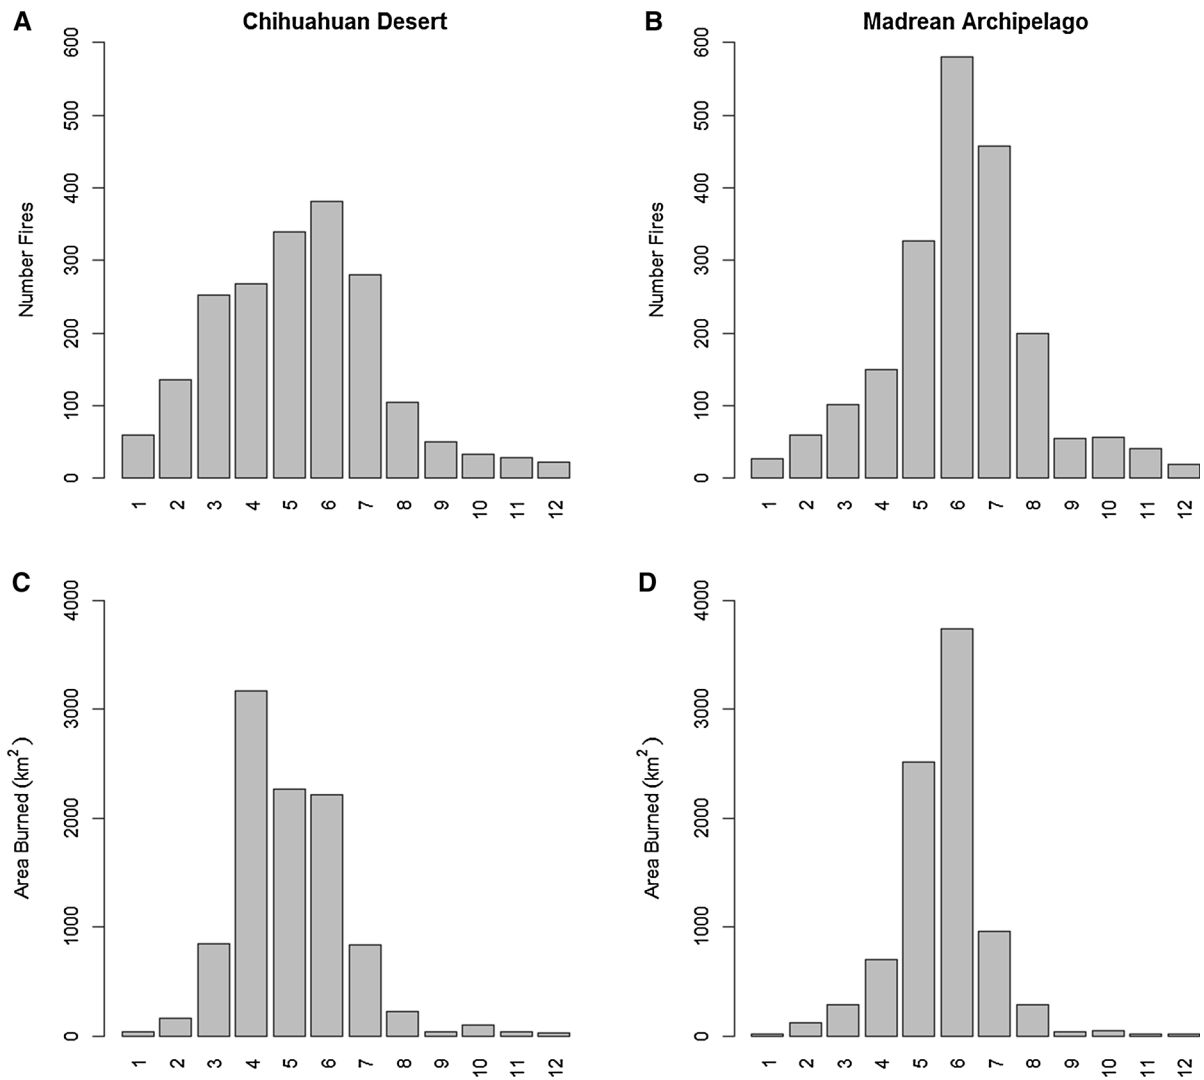 A
Chihuahuan Desert
Number Fires
600
500
400
300
200
100
0
1 2 3 4 5 6 7 8 9 10 11 12
B
Madrean Archipelago
Number Fires
600
500
400
300
200
100
0
1 2 3 4 5 6 7 8 9 10 11 12
C
Area Burned (km²)
4000
3000
2000
1000
0
1 2 3 4 5 6 7 8 9 10 11 12
D
Area Burned (km²)
4000
3000
2000
1000
0
1 2 3 4 5 6 7 8 9 10 11 12